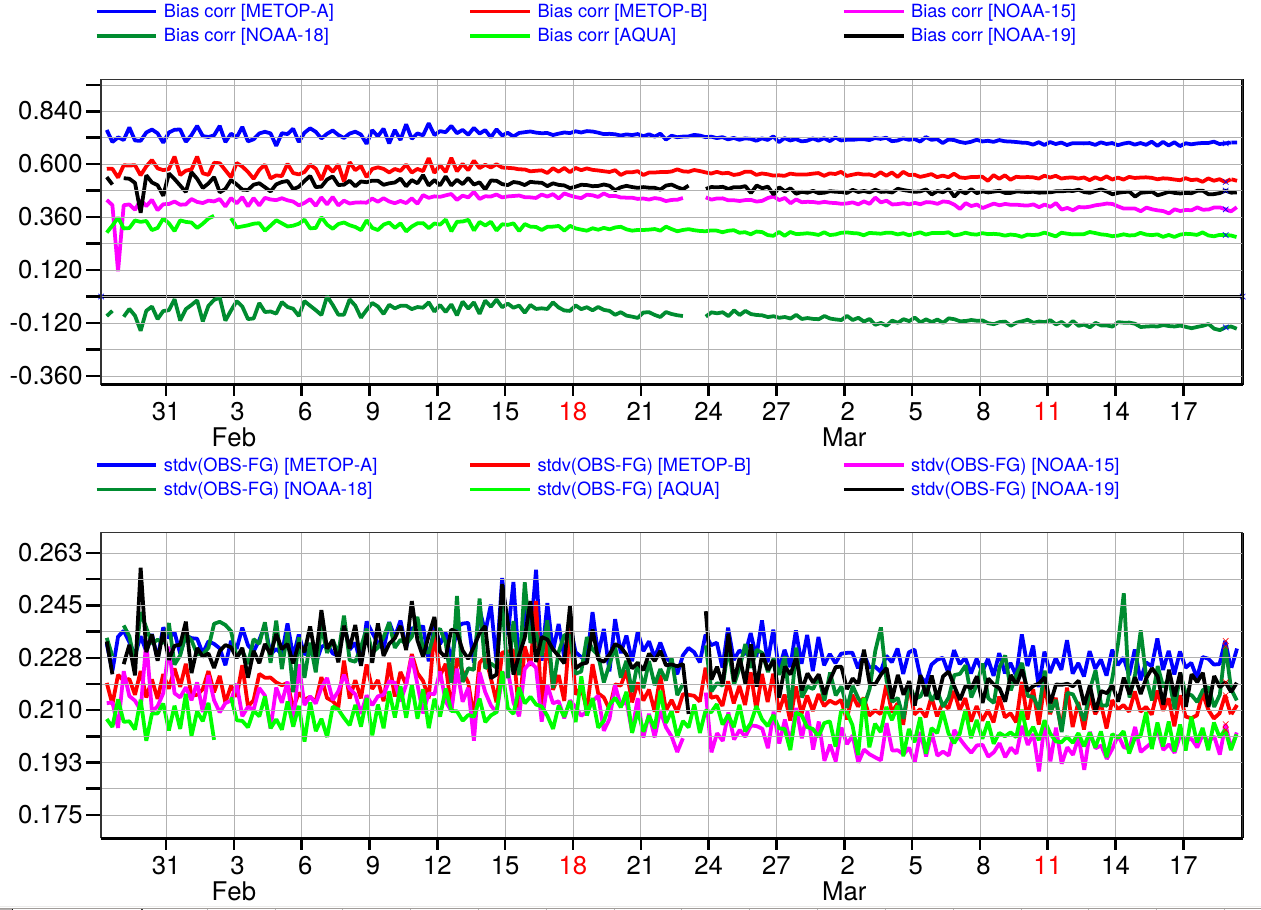 Bias corr [METOP-A] Bias corr [METOP-B] Bias corr [NOAA-15]
Bias corr [NOAA-18] Bias corr [AQUA] Bias corr [NOAA-19]
0.840
0.600
0.360
0.120
-0.120
-0.360
31 3 6 9 12 15 18 21 24 27 2 5 8 11 14 17
Feb Mar
stdv(OBS-FG) [METOP-A] stdv(OBS-FG) [METOP-B] stdv(OBS-FG) [NOAA-15]
stdv(OBS-FG) [NOAA-18] stdv(OBS-FG) [AQUA] stdv(OBS-FG) [NOAA-19]
0.263
0.245
0.228
0.210
0.193
0.175
31 3 6 9 12 15 18 21 24 27 2 5 8 11 14 17
Feb Mar